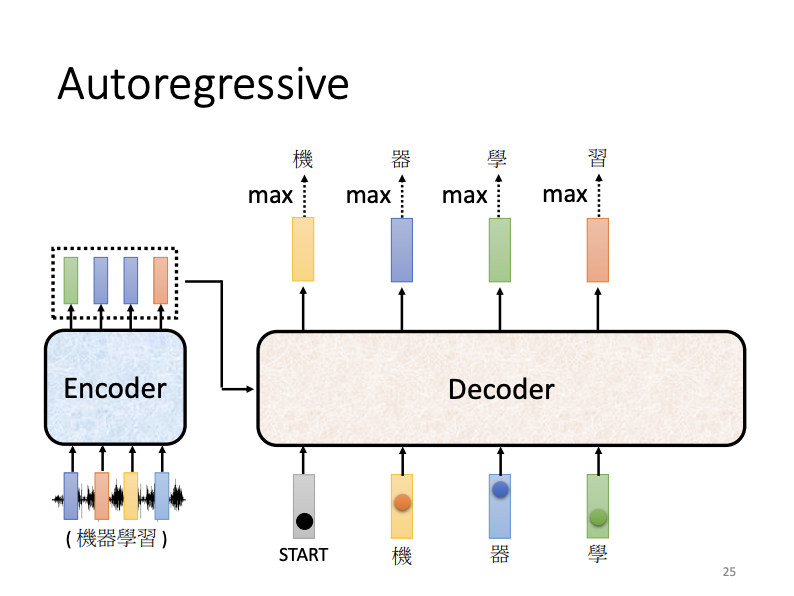 Autoregressive
機 器 學 習
max max max max
Encoder
Decoder
( 機器學習 )
START 機 器 學
25